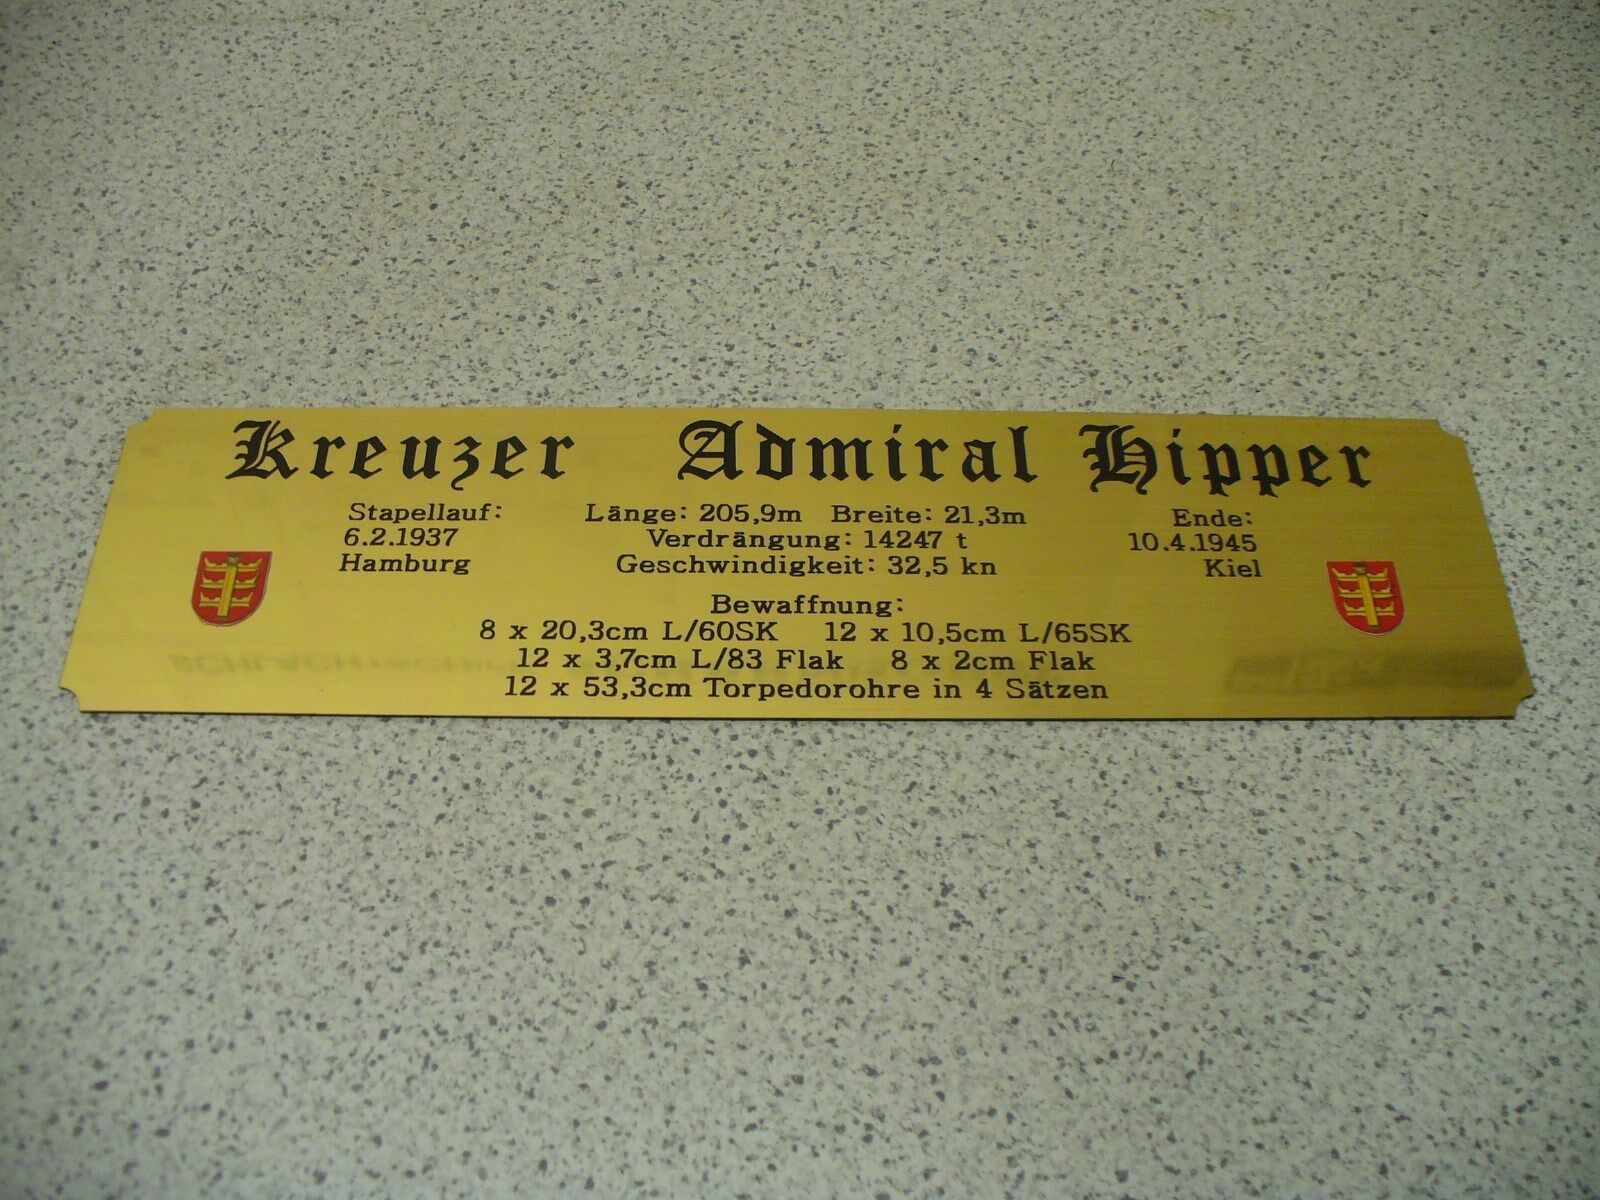 Kreuzer Admiral Hipper
Stapellauf:
6.2.1937
Hamburg
Länge: 205,9m Breite: 21,3m
Verdrängung: 14247 t
Geschwindigkeit: 32,5 kn
Ende:
10.4.1945
Kiel
Bewaffnung:
8 x 20,3cm L/60SK 12 x 10,5cm L/65SK
12 x 3,7cm L/83 Flak 8 x 2cm Flak
12 x 53,3cm Torpedorohre in 4 Sätzen